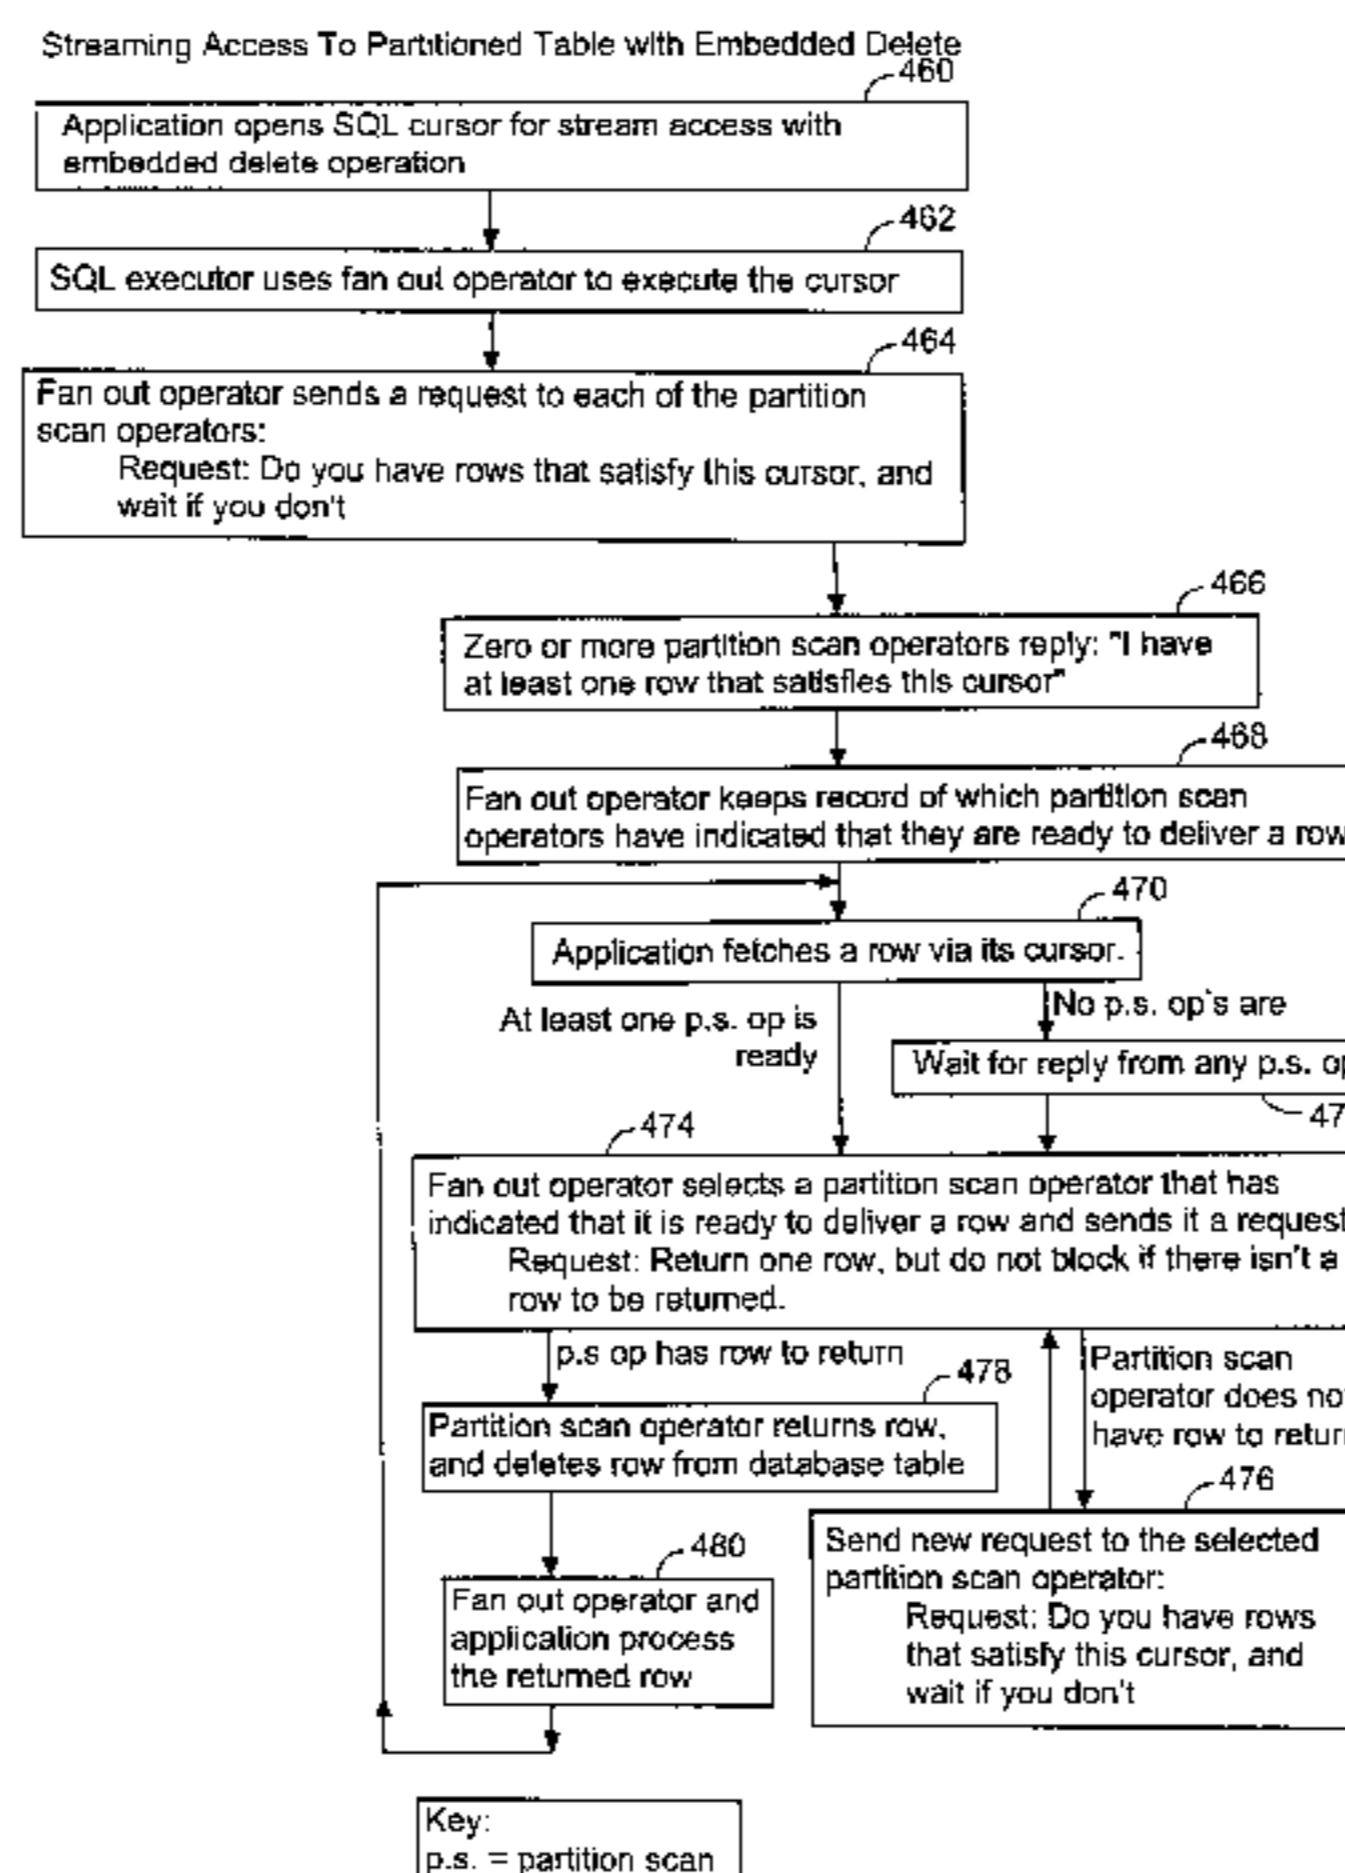 Streaming Access To Partitioned Table with Embedded Delete
460
Application opens SQL cursor for stream access with
embedded delete operation
462
SQL executor uses fan out operator to execute the cursor
464
Fan out operator sends a request to each of the partition
scan operators:
Request: Do you have rows that satisfy this cursor, and
wait if you don't
466
Zero or more partition scan operators reply: "I have
at least one row that satisfies this cursor"
468
Fan out operator keeps record of which partition scan
operators have indicated that they are ready to deliver a row
470
Application fetches a row via its cursor.
At least one p.s. op is
ready
No p.s. op's are
Wait for reply from any p.s.
474
Fan out operator selects a partition scan operator that has
indicated that it is ready to deliver a row and sends it a request
Request: Return one row, but do not block if there isn't a
row to be returned.
p.s op has row to return
Partition scan
operator does
have row to
478
Partition scan operator returns row,
and deletes row from database table
476
Send new request to the selected
partition scan operator:
Request: Do you have rows
that satisfy this cursor, and
wait if you don't
480
Fan out operator and
application process
the returned row
Key:
p.s. = partition scan